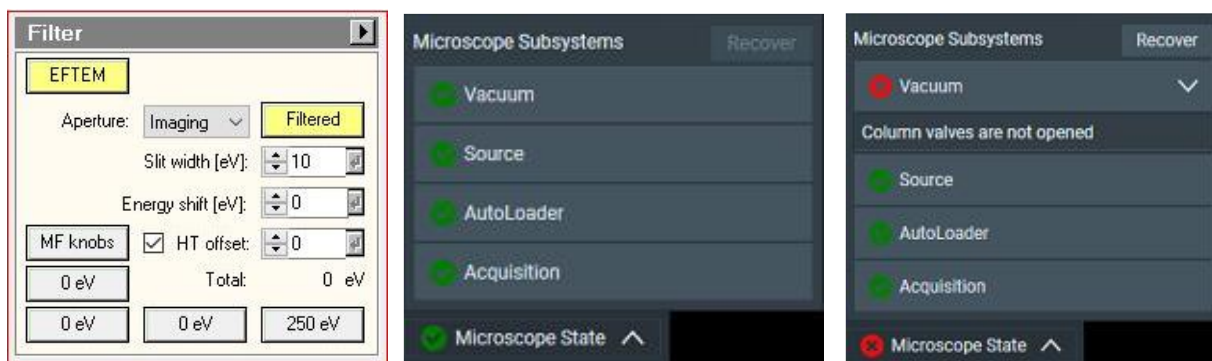 Filter
EFTEM
Aperture: Imaging Filtered
Slit width [eV]: 10
Energy shift [eV]: 0
MF knobs HT offset: 0
0 eV Total: 0 eV
0 eV 0 eV 250 eV
Microscope Subsystems Recover
Vacuum
Source
AutoLoader
Acquisition
Microscope State
Microscope Subsystems Recover
Vacuum
Column valves are not opened
Source
AutoLoader
Acquisition
Microscope State